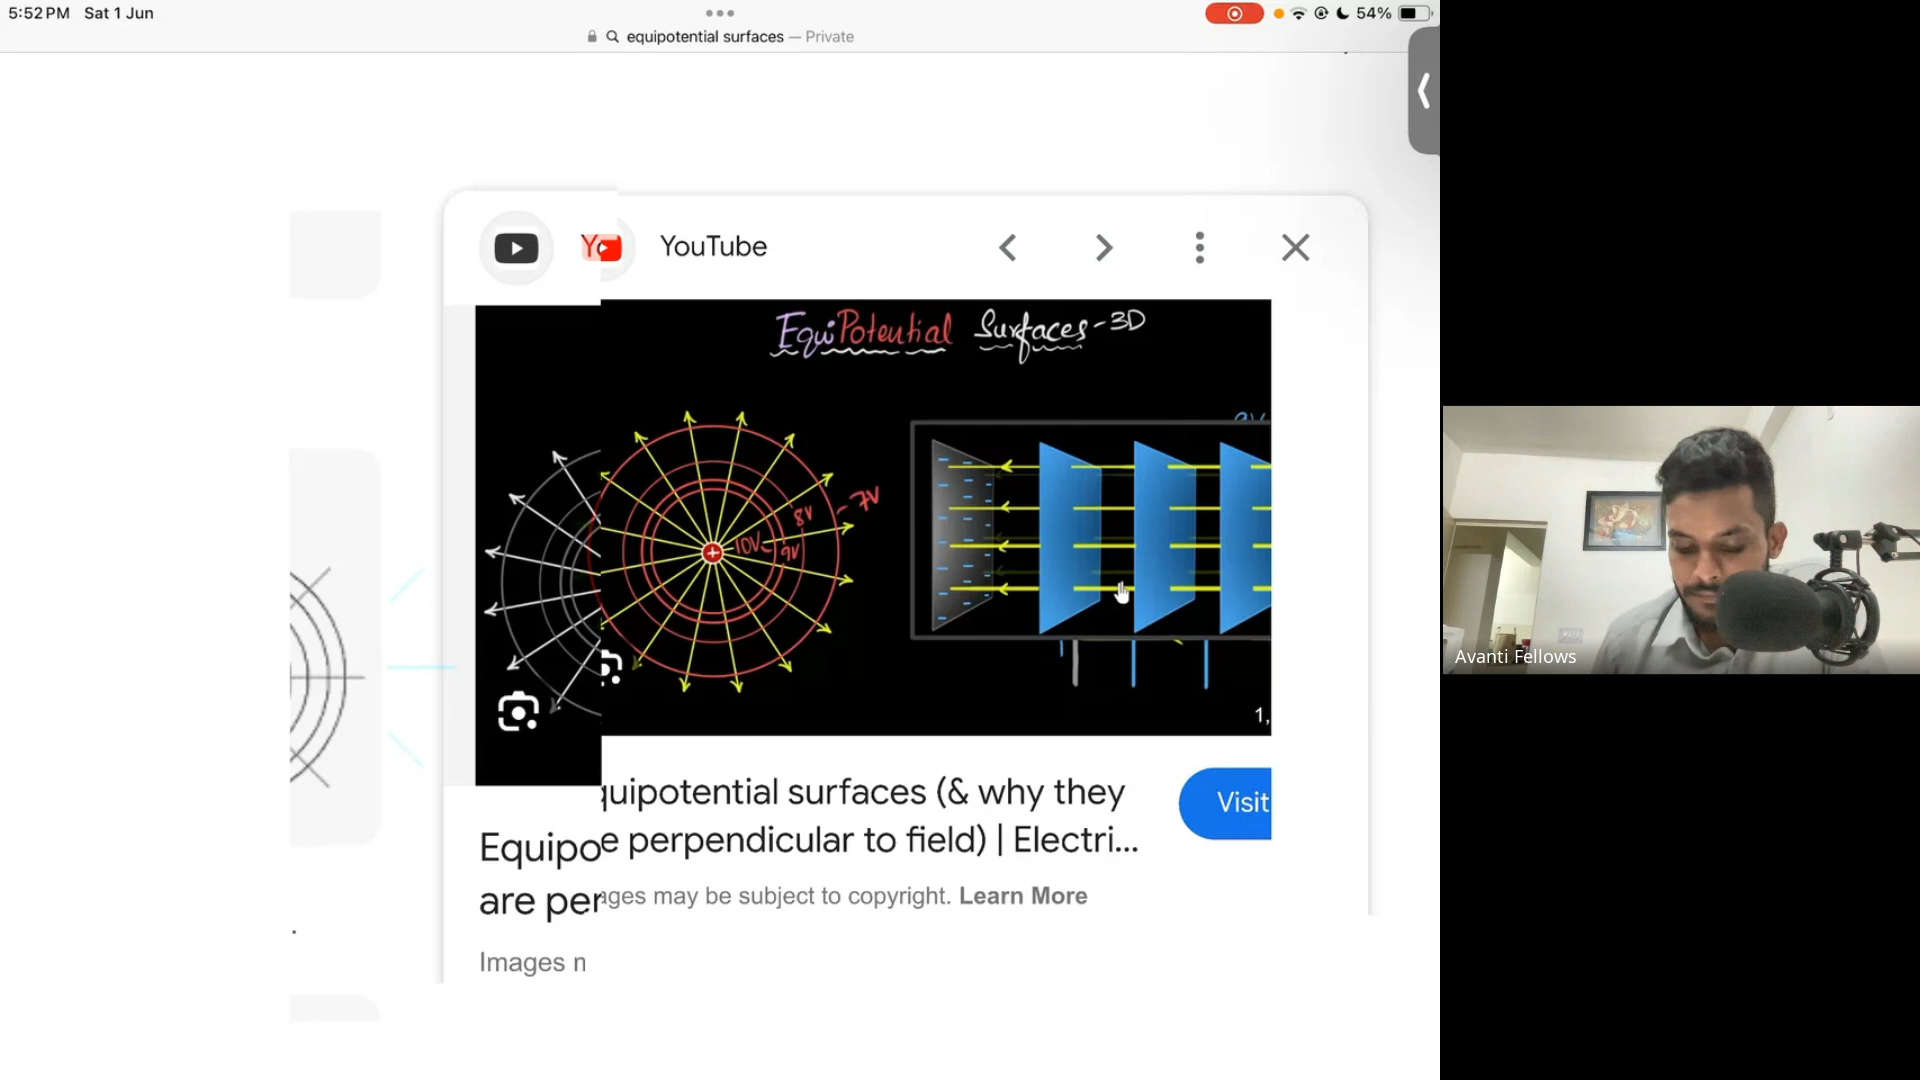 5:52 PM Sat 1 Jun
54%
equipotential surfaces — Private
YouTube
EquiPotential Surfaces-3D
7V
8V
10V
9V
1,
quipotential surfaces (& why they
Visit
e perpendicular to field) | Electri...
Equipo
are per
ages may be subject to copyright. Learn More
Images n
Avanti Fellows